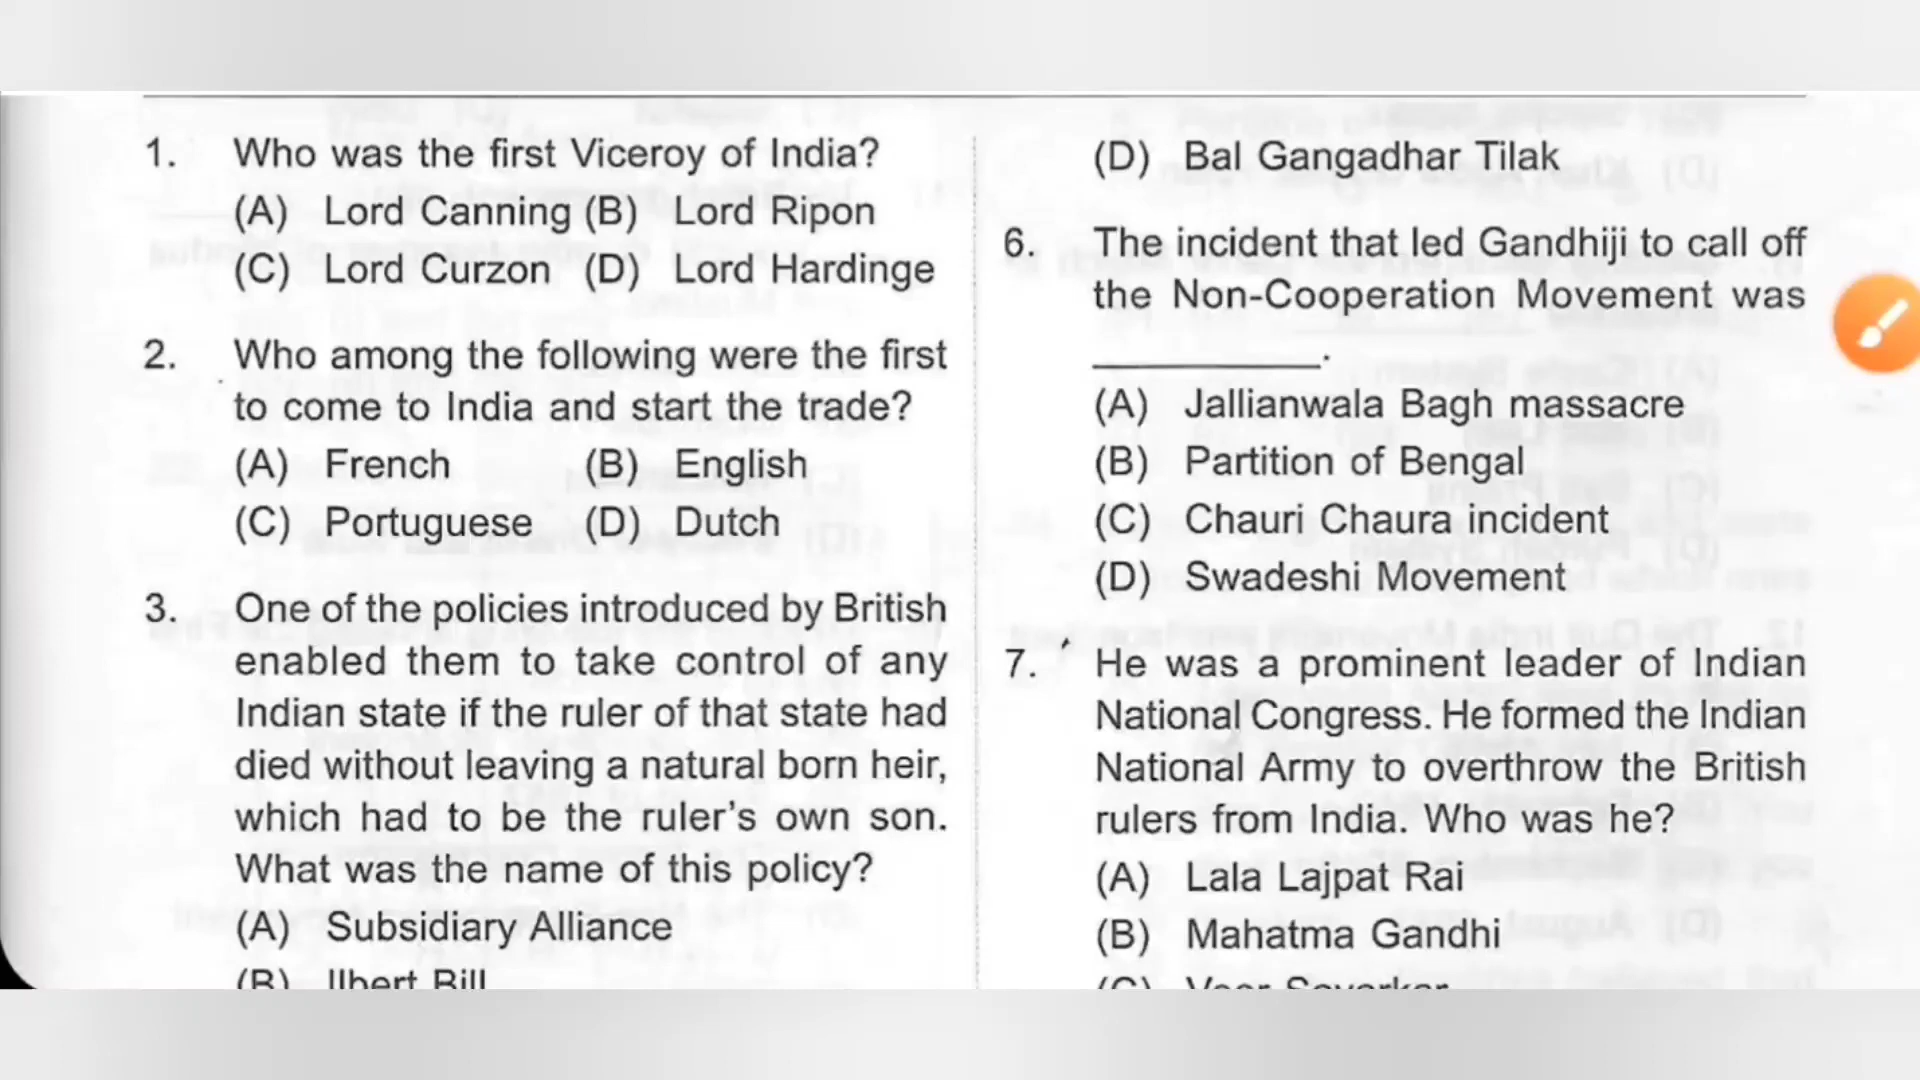 1. Who was the first Viceroy of India?
(A) Lord Canning (B) Lord Ripon
(C) Lord Curzon (D) Lord Hardinge
2. Who among the following were the first
to come to India and start the trade?
(A) French (B) English
(C) Portuguese (D) Dutch
3. One of the policies introduced by British
enabled them to take control of any
Indian state if the ruler of that state had
died without leaving a natural born heir,
which had to be the ruler's own son.
What was the name of this policy?
(A) Subsidiary Alliance
(B) Ilbert Bill
(D) Bal Gangadhar Tilak
6. The incident that led Gandhiji to call off
the Non-Cooperation Movement was
__________.
(A) Jallianwala Bagh massacre
(B) Partition of Bengal
(C) Chauri Chaura incident
(D) Swadeshi Movement
7. He was a prominent leader of Indian
National Congress. He formed the Indian
National Army to overthrow the British
rulers from India. Who was he?
(A) Lala Lajpat Rai
(B) Mahatma Gandhi
(C) Veer Savarkar